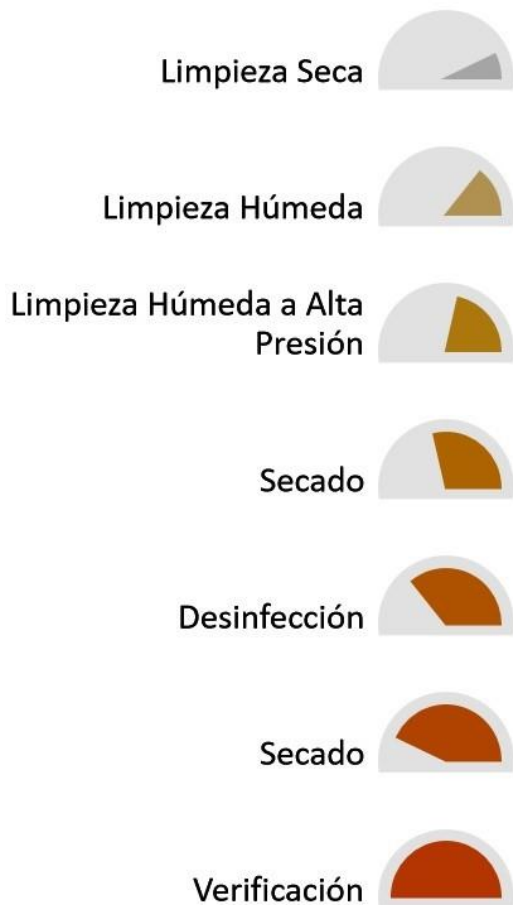 Limpieza Seca
Limpieza Húmeda
Limpieza Húmeda a Alta
Presión
Secado
Desinfección
Secado
Verificación